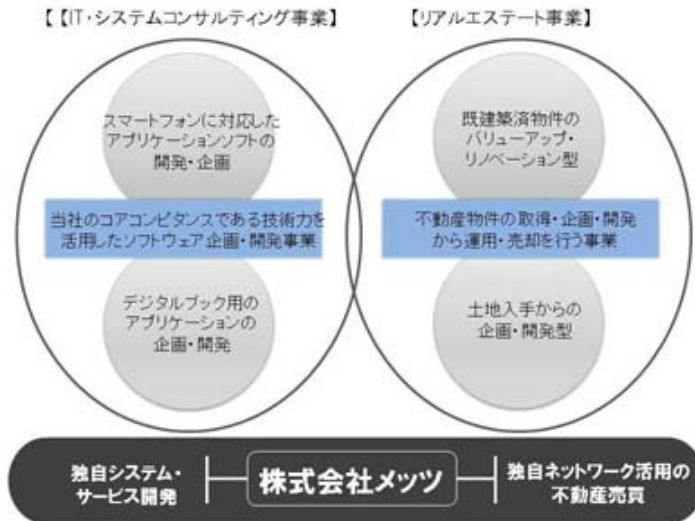 【【IT・システムコンサルティング事業】
スマートフォンに対応した
アプリケーションソフトの
開発・企画
当社のコアコンピタンスである技術力を
活用したソフトウェア企画・開発事業
デジタルブック用の
アプリケーションの
企画・開発
【リアルエステート事業】
既建築済物件の
バリューアップ・
リノベーション型
不動産物件の取得・企画・開発
から運用・売却を行う事業
土地入手からの
企画・開発型
独自システム・
サービス開発
株式会社メッツ
独自ネットワーク活用の
不動産売買